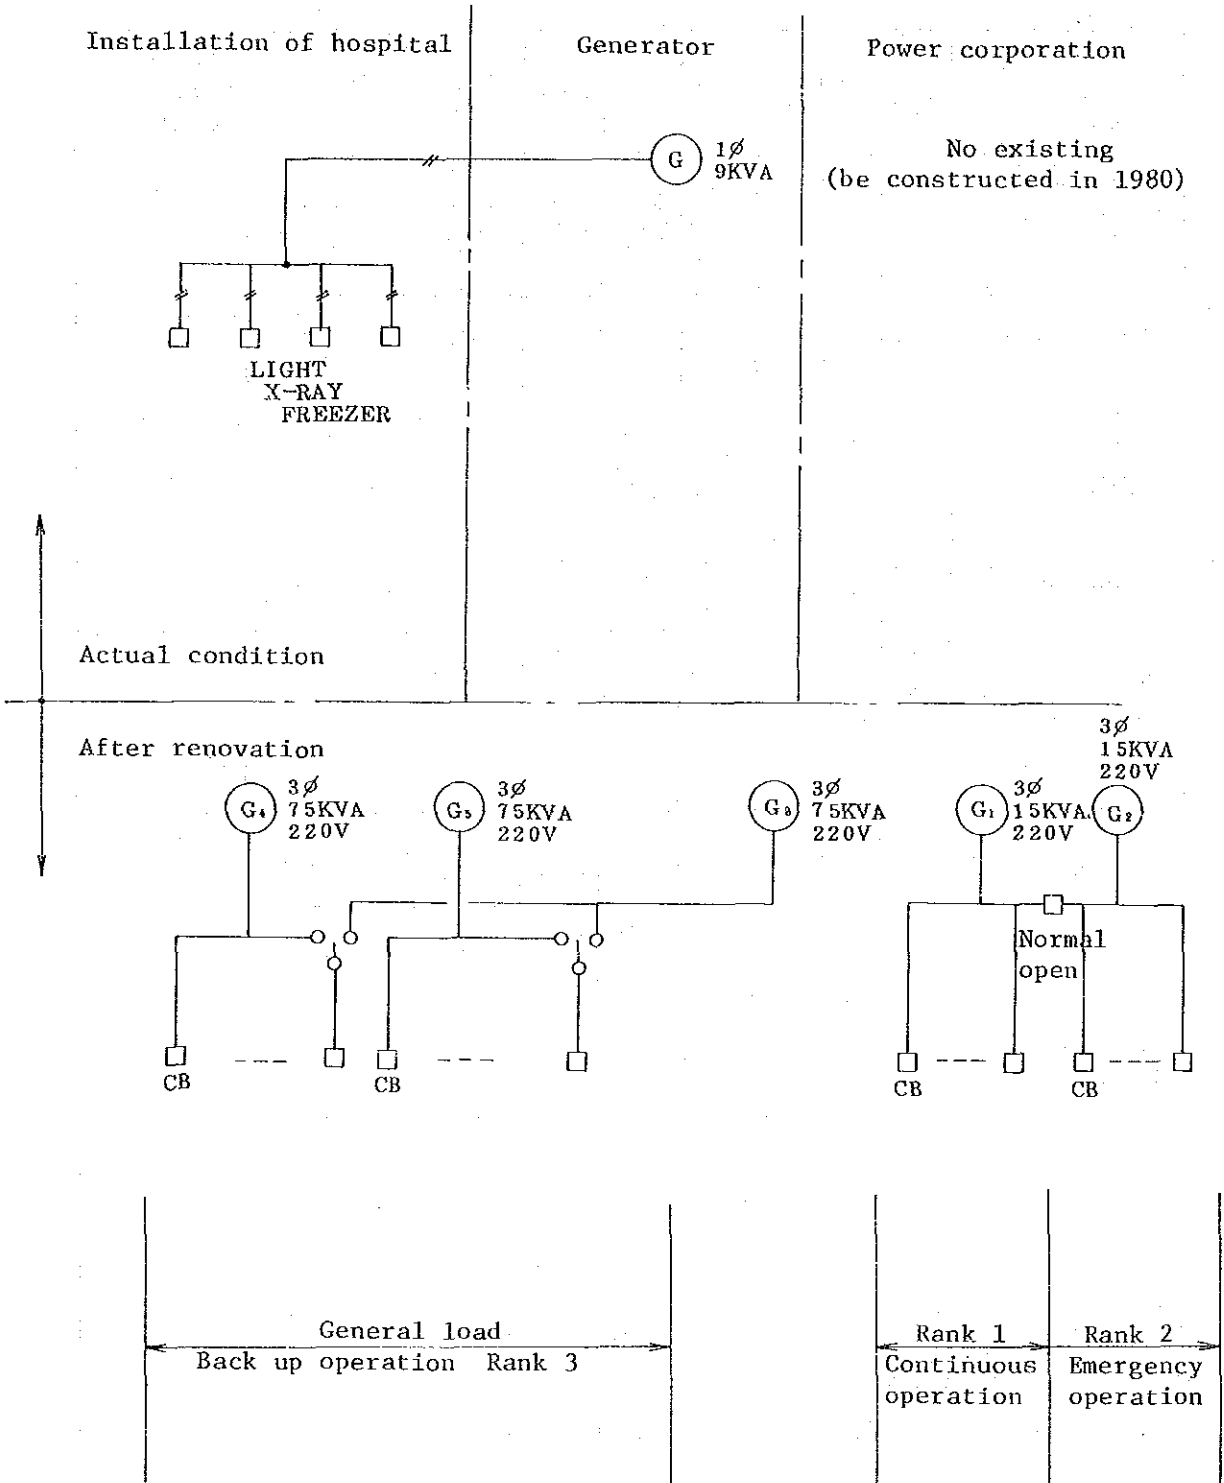 Installation of hospital
Generator
Power corporation
G
1Ø
9KVA
No existing
(be constructed in 1980)
LIGHT
X-RAY
FREEZER
Actual condition
After renovation
G4
3Ø
75KVA
220V
G5
3Ø
75KVA
220V
G3
3Ø
75KVA
220V
G1
3Ø
15KVA
220V
G2
3Ø
15KVA
220V
Normal
open
CB
CB
CB
CB
General load
Back up operation Rank 3
Rank 1
Continuous
operation
Rank 2
Emergency
operation